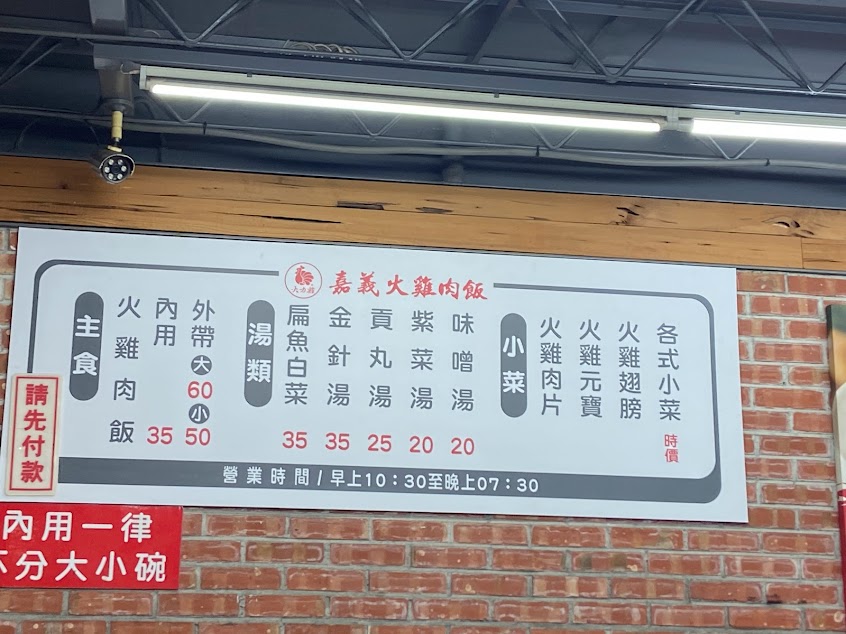 嘉義火雞肉飯
主食
火雞肉飯
內用
35
外帶
大
60
小
50
湯類
扁魚白菜
35
金針湯
35
貢丸湯
25
紫菜湯
20
味噌湯
20
小菜
火雞肉片
火雞元寶
火雞翅膀
各式小菜
時價
營業時間/早上10：30至晚上07：30
請先付款
內用一律
不分大小碗